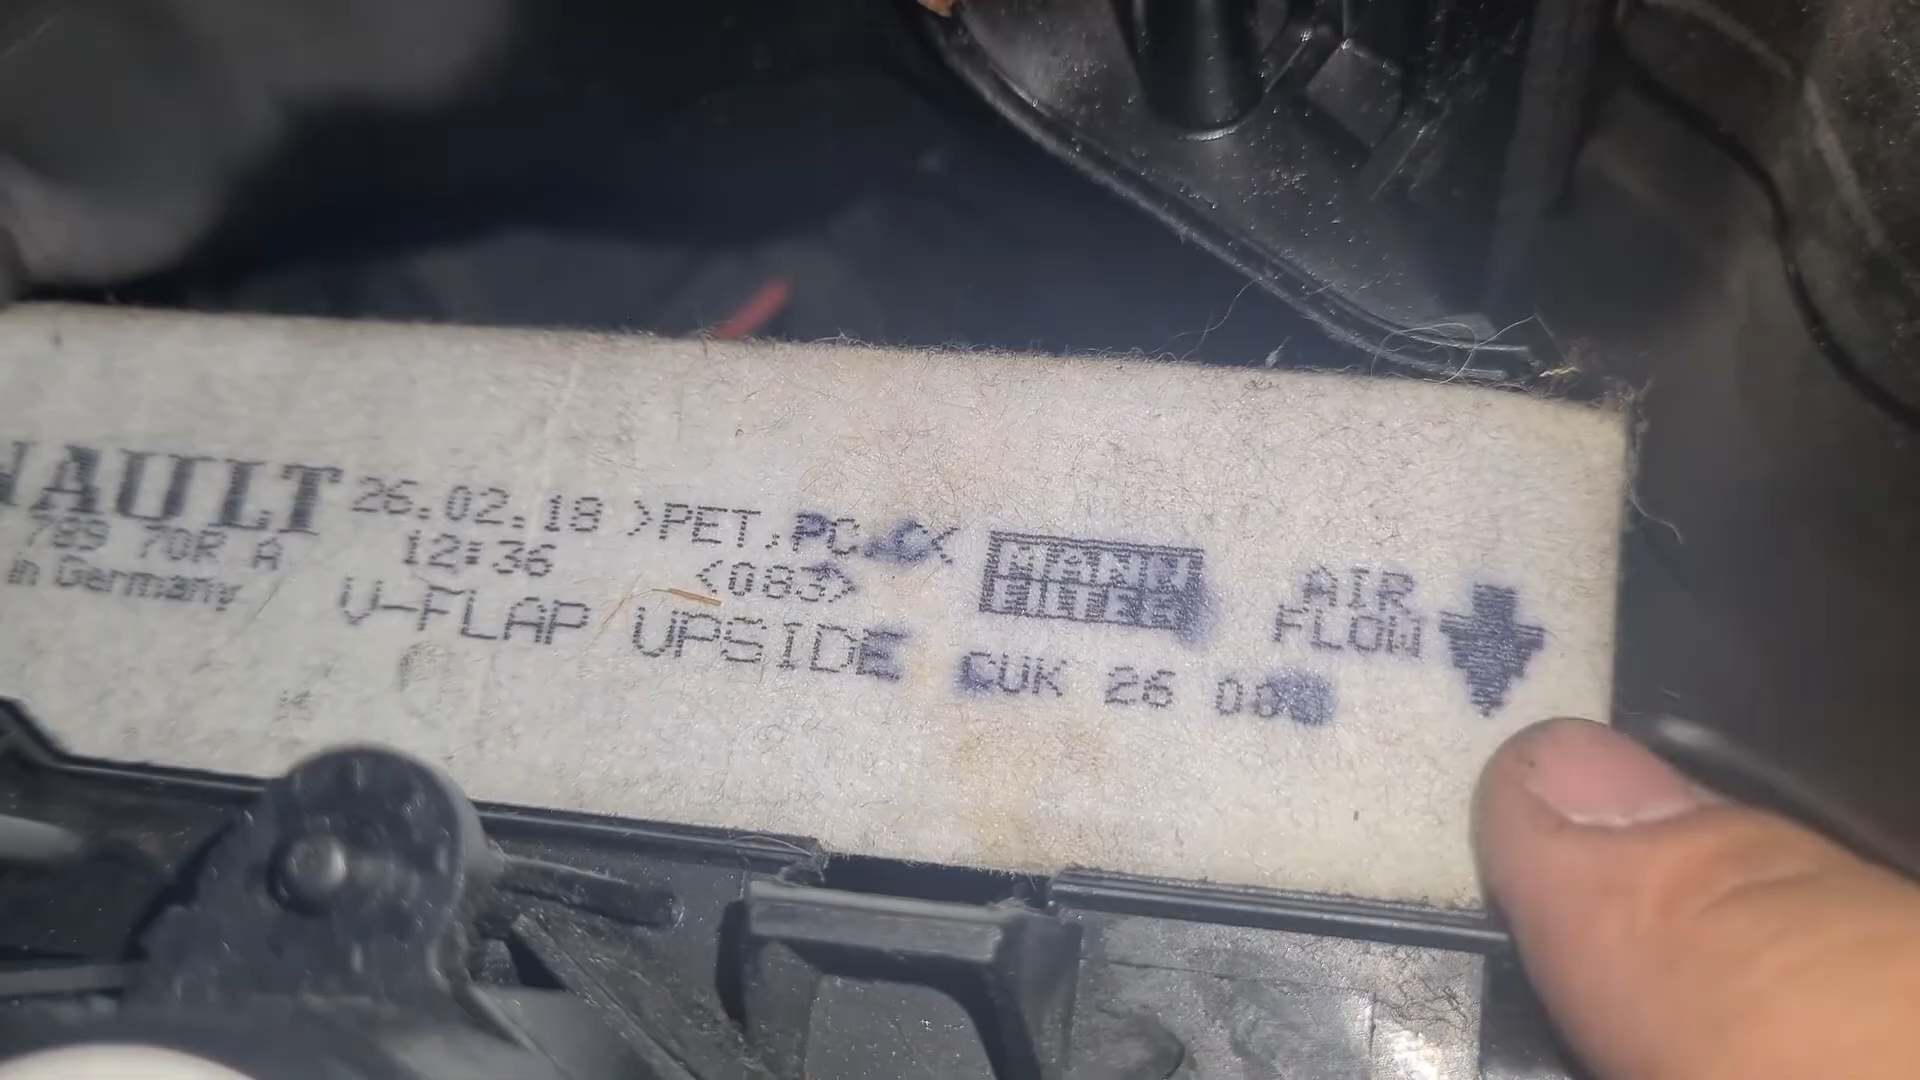 NAULT 26.02.18 >PET,PC
789 70R A 12:36 <083>
in Germany V-FLAP UPSIDE
MANN
FILTER
CUK 26 00
AIR
FLOW